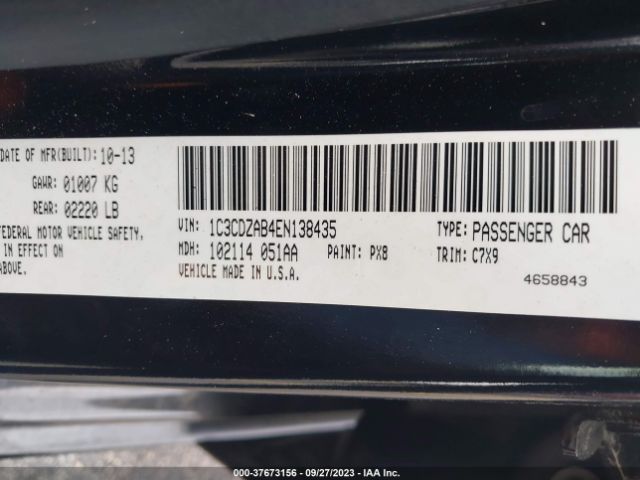 DATE OF MFR(BUILT): 10-13
GAWR: 01007 KG
REAR: 02220 LB
FEDERAL MOTOR VEHICLE SAFETY,
IN EFFECT ON
ABOVE.
VIN: 1C3CDZAB4EN138435
TYPE: PASSENGER CAR
MDH: 102114 051AA
PAINT: PX8
TRIM: C7X9
VEHICLE MADE IN U.S.A.
4658843
000-37673156 • 09/27/2023 • IAA Inc.